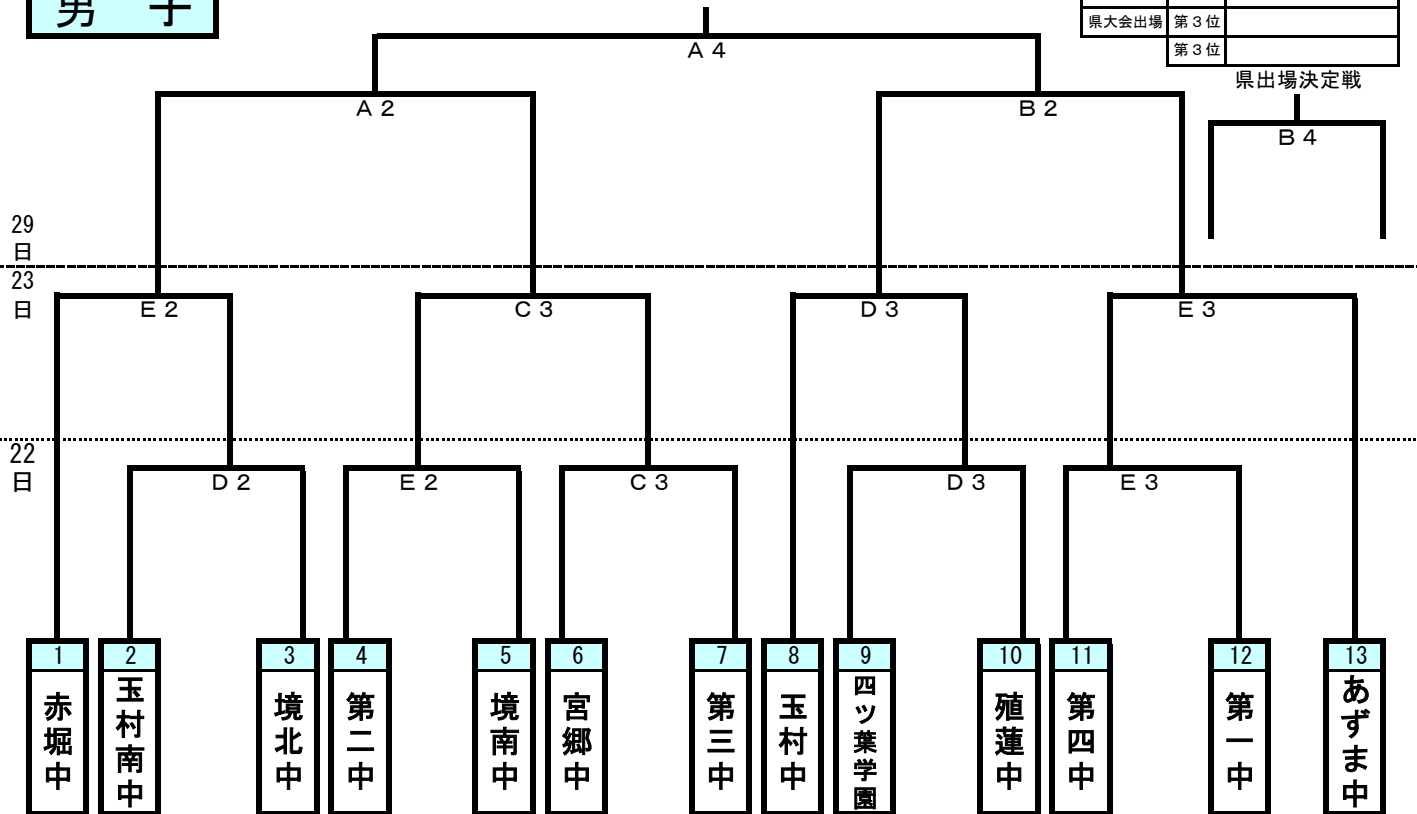 男　子
県大会出場 第３位
第３位
Ａ４
県出場決定戦
Ａ２
Ｂ２
Ｂ４
29
日
23
日
Ｅ２
Ｃ３
Ｄ３
Ｅ３
22
日
Ｄ２
Ｅ２
Ｃ３
Ｄ３
Ｅ３
1
2
3
4
5
6
7
8
9
10
11
12
13
赤堀中
玉村南中
境北中
第二中
境南中
宮郷中
第三中
玉村中
四ツ葉学園
殖蓮中
第四中
第一中
あずま中